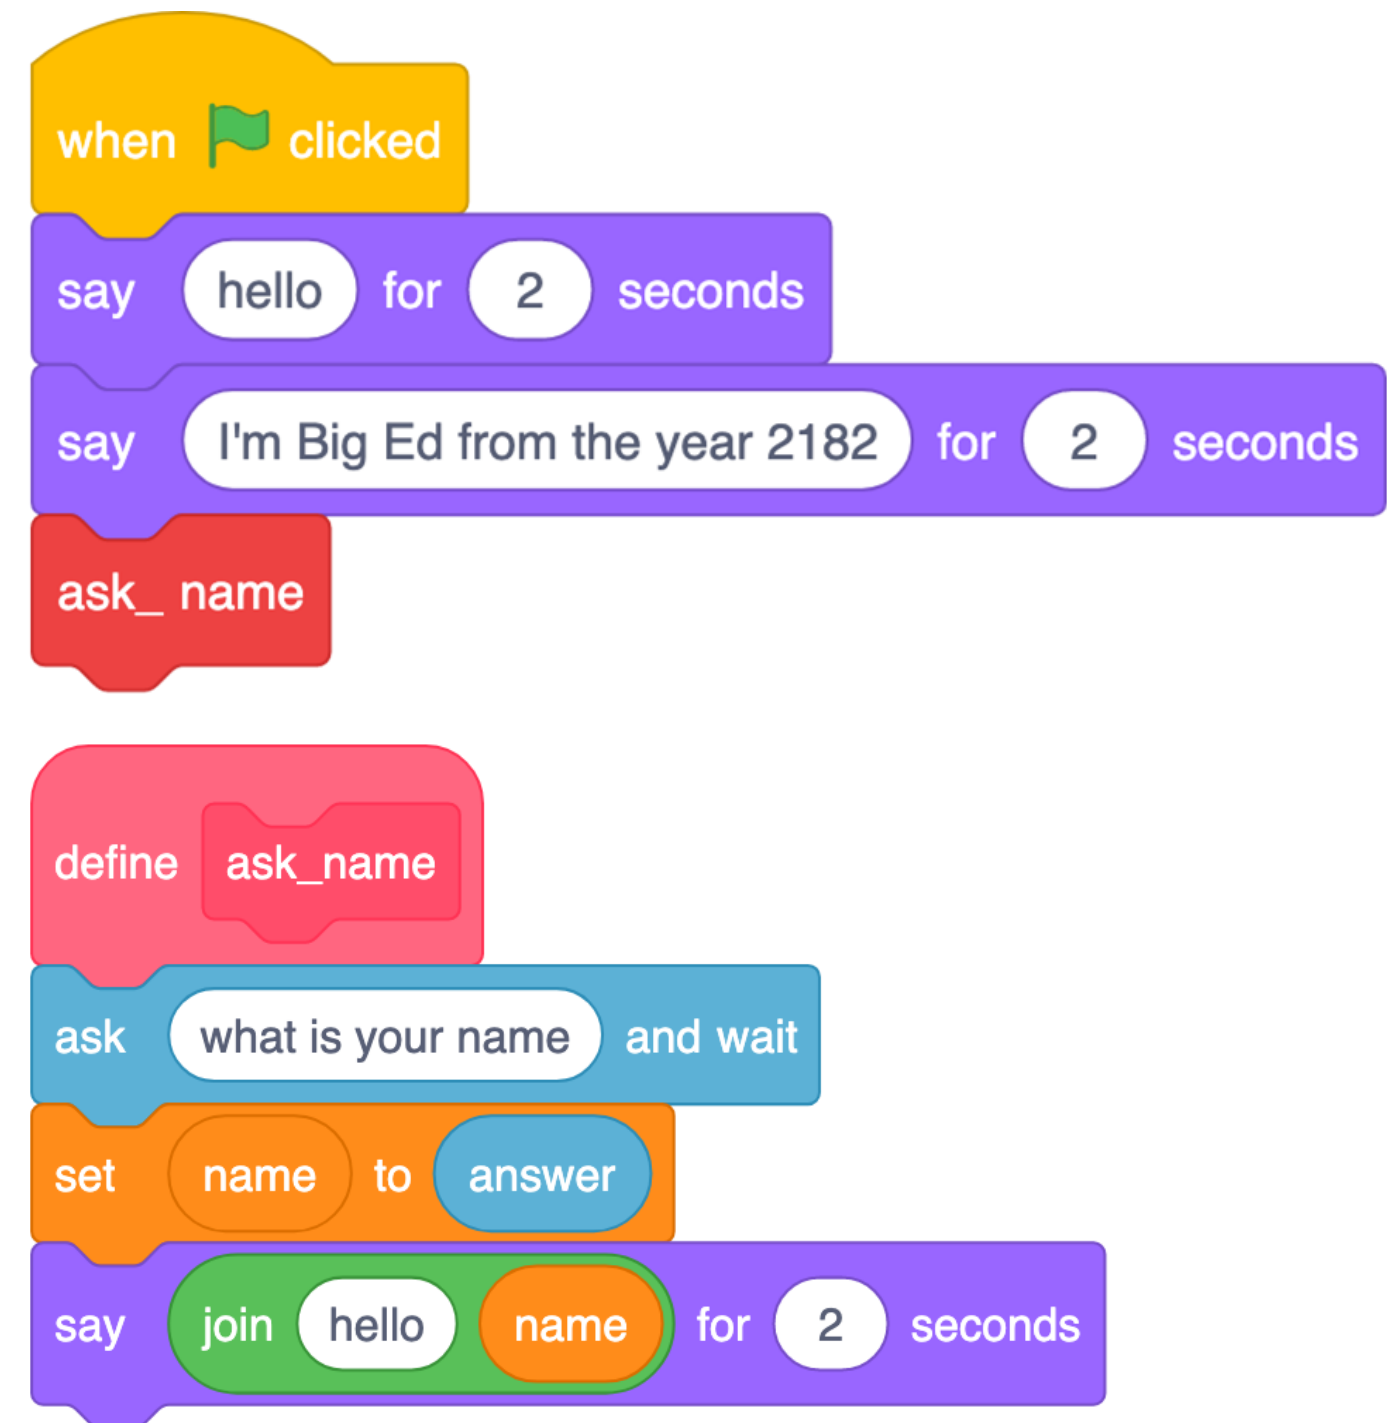 when clicked
say hello for 2 seconds
say I'm Big Ed from the year 2182 for 2 seconds
ask_ name
define ask_name
ask what is your name and wait
set name to answer
say join hello name for 2 seconds